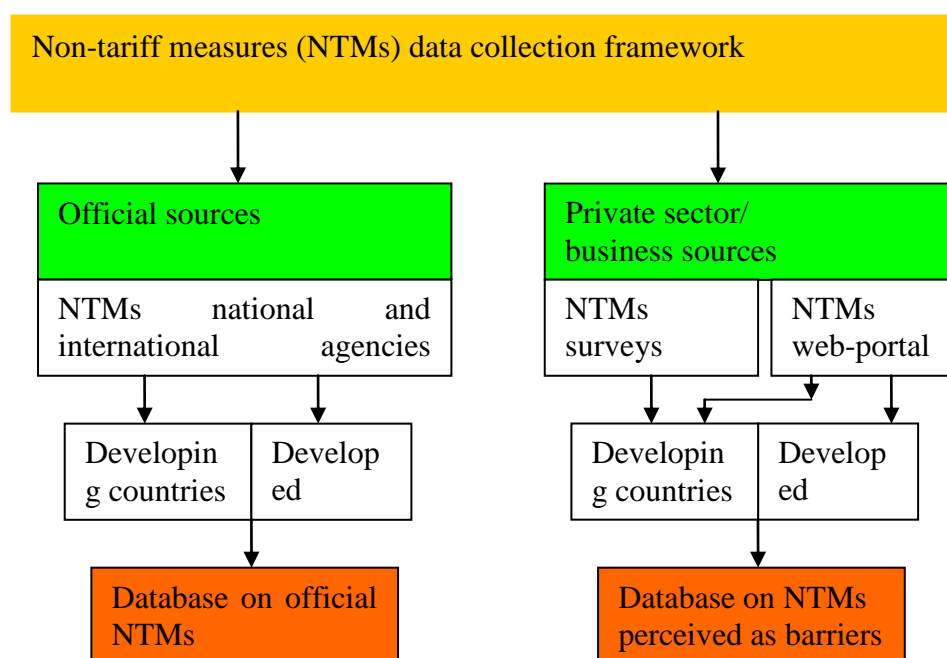 Non-tariff measures (NTMs) data collection framework
Official sources
NTMs national and
international agencies
Developin
g countries
Develop
ed
Database on official
NTMs
Private sector/
business sources
NTMs
surveys
NTMs
web-portal
Developin
g countries
Develop
ed
Database on NTMs
perceived as barriers